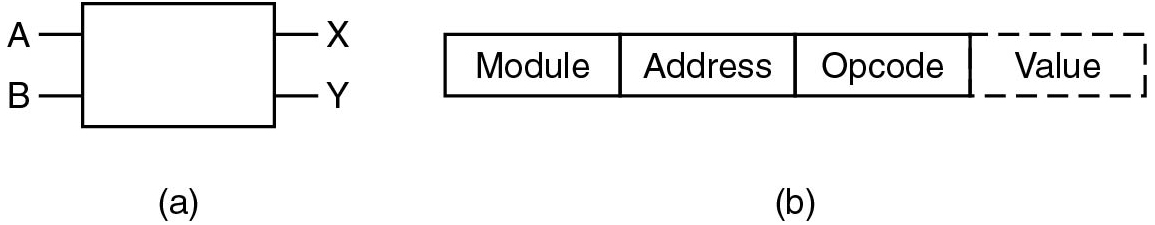 A X
B Y
Module Address Opcode Value
(a) (b)